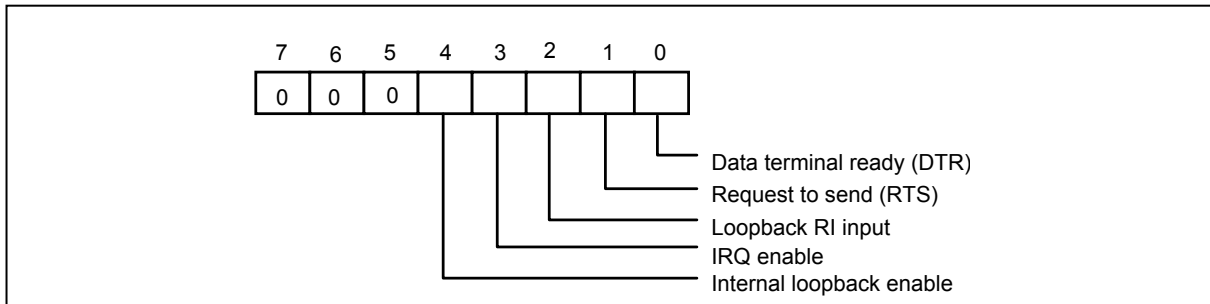 7 6 5 4 3 2 1 0
0 0 0
Data terminal ready (DTR)
Request to send (RTS)
Loopback RI input
IRQ enable
Internal loopback enable